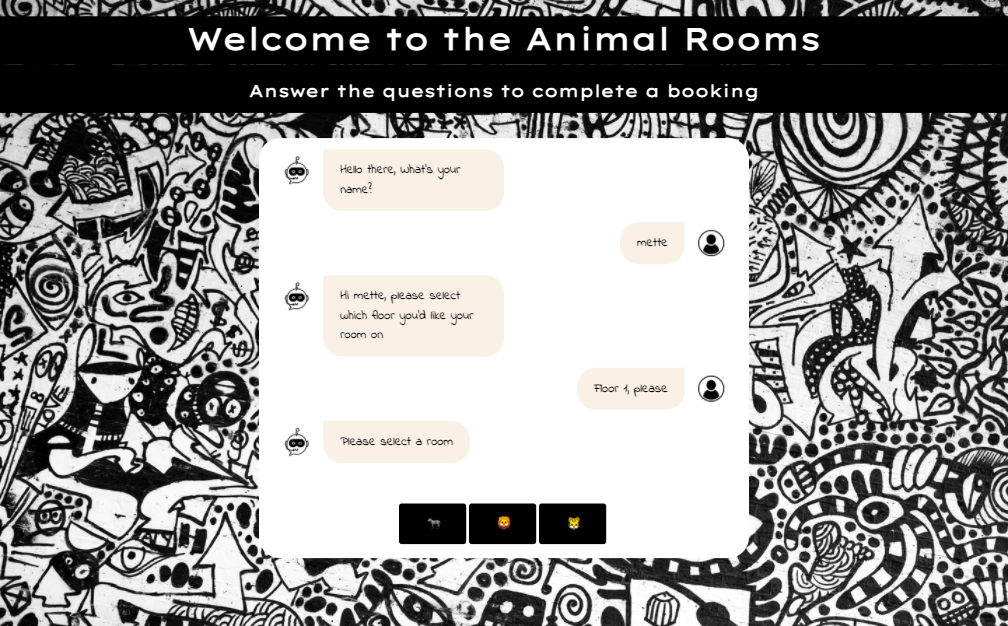 Welcome to the Animal Rooms
Answer the questions to complete a booking
Hello there, what's your
name?
mette
Hi mette, please select
which floor you'd like your
room on
Floor 1, please
Please select a room